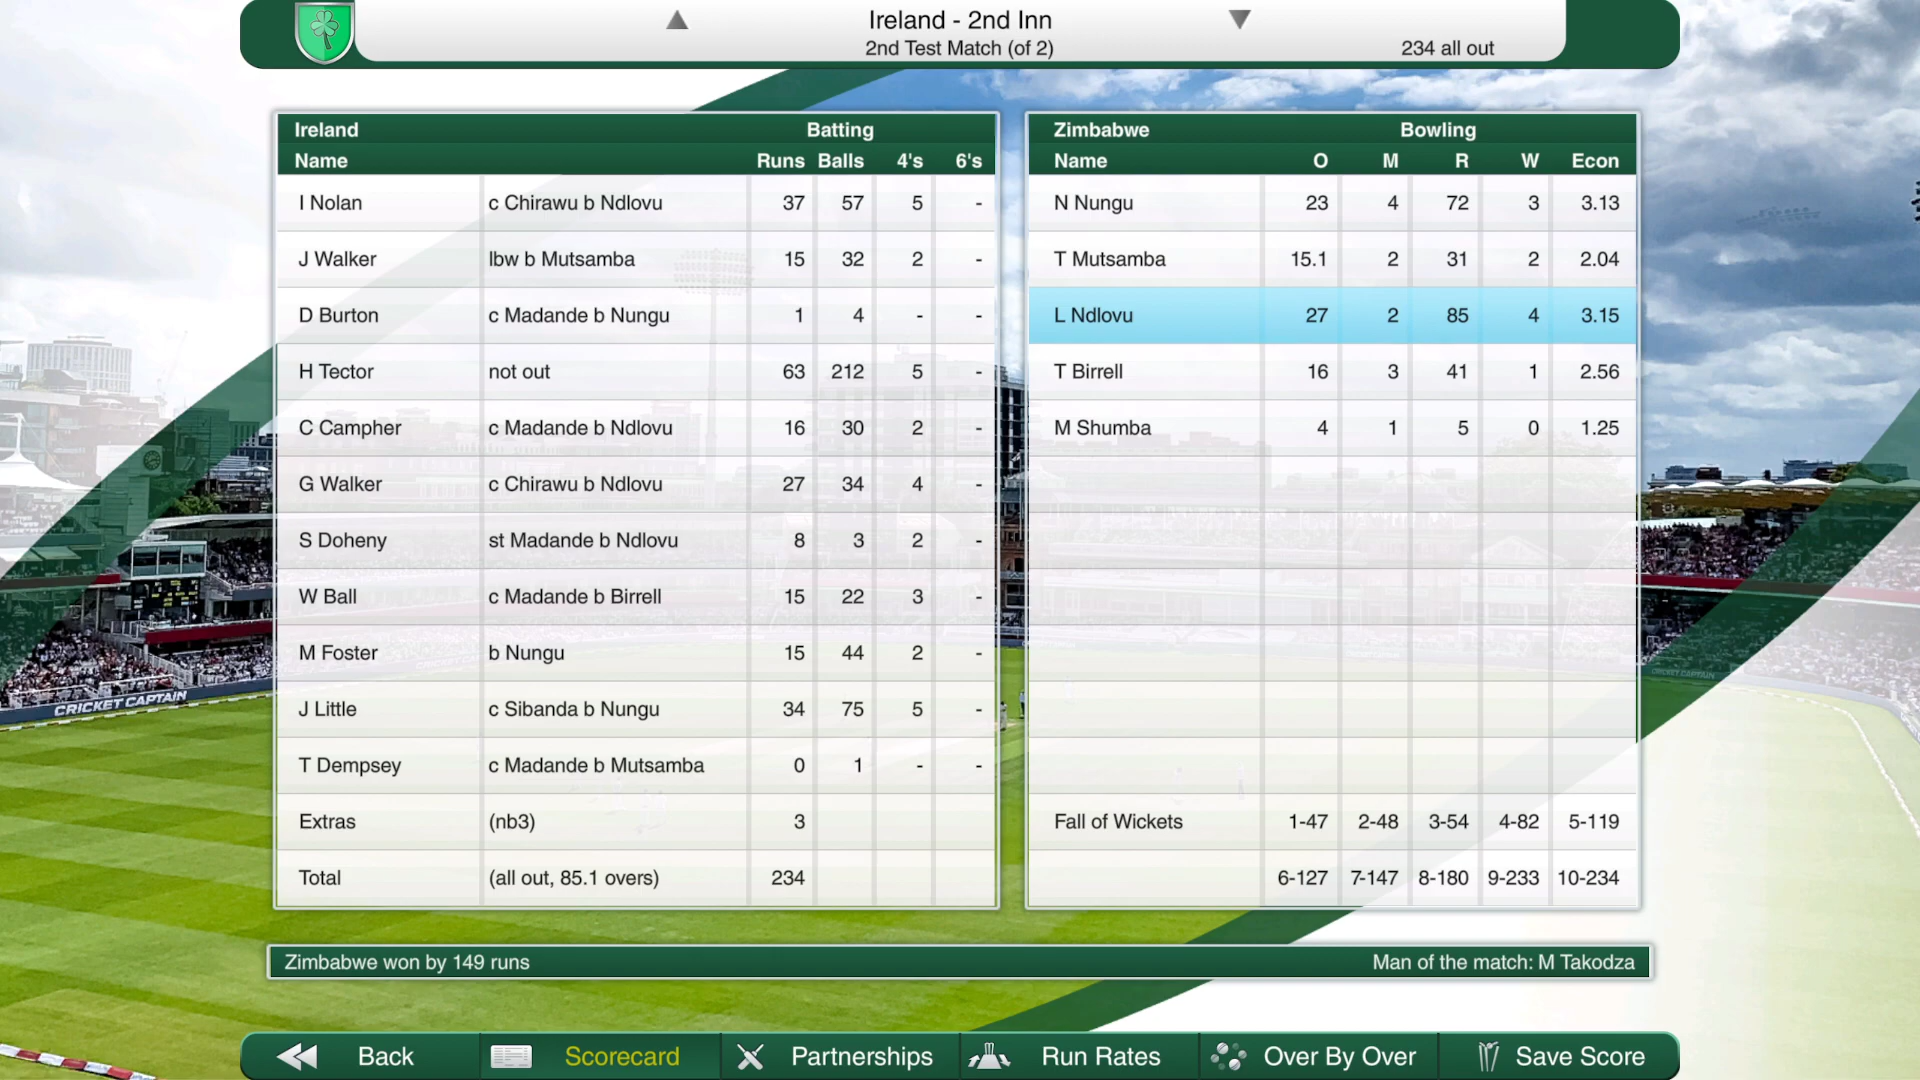 Ireland - 2nd Inn
2nd Test Match (of 2)
234 all out
Ireland Batting
Name Runs Balls 4's 6's
I Nolan c Chirawu b Ndlovu 37 57 5 -
J Walker lbw b Mutsamba 15 32 2 -
D Burton c Madande b Nungu 1 4 - -
H Tector not out 63 212 5 -
C Campher c Madande b Ndlovu 16 30 2 -
G Walker c Chirawu b Ndlovu 27 34 4 -
S Doheny st Madande b Ndlovu 8 3 2 -
W Ball c Madande b Birrell 15 22 3 -
M Foster b Nungu 15 44 2 -
J Little c Sibanda b Nungu 34 75 5 -
T Dempsey c Madande b Mutsamba 0 1 - -
Extras (nb3) 3
Total (all out, 85.1 overs) 234
Zimbabwe Bowling
Name O M R W Econ
N Nungu 23 4 72 3 3.13
T Mutsamba 15.1 2 31 2 2.04
L Ndlovu 27 2 85 4 3.15
T Birrell 16 3 41 1 2.56
M Shumba 4 1 5 0 1.25
Fall of Wickets 1-47 2-48 3-54 4-82 5-119
6-127 7-147 8-180 9-233 10-234
CRICKET CAPTAIN
CRICKET CAPTAIN
Zimbabwe won by 149 runs
Man of the match: M Takodza
Back
Scorecard
Partnerships
Run Rates
Over By Over
Save Score